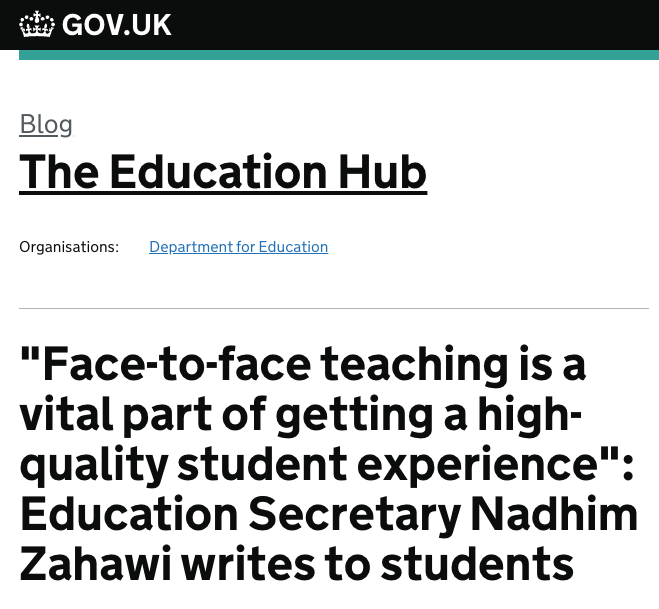 GOV.UK
Blog
The Education Hub
Organisations: Department for Education
"Face-to-face teaching is a
vital part of getting a high-
quality student experience":
Education Secretary Nadhim
Zahawi writes to students